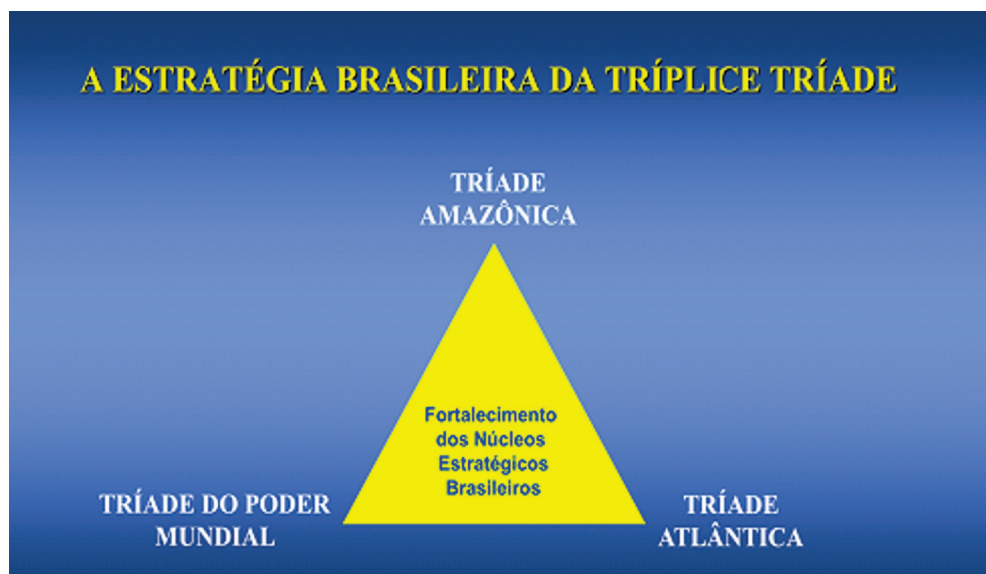 A ESTRATÉGIA BRASILEIRA DA TRÍPLICE TRÍADE
TRÍADE
AMAZÔNICA
Fortalecimento
dos Núcleos
Estratégicos
Brasileiros
TRÍADE DO PODER
MUNDIAL
TRÍADE
ATLÂNTICA